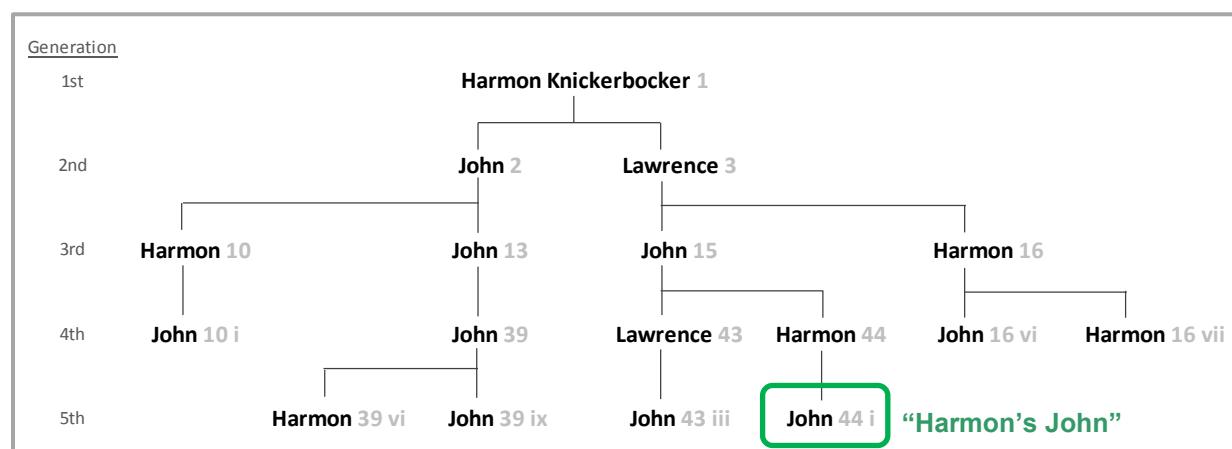 Generation
1st Harmon Knickerbocker 1
2nd John 2 Lawrence 3
3rd Harmon 10 John 13 John 15 Harmon 16
4th John 10 i John 39 Lawrence 43 Harmon 44 John 16 vi Harmon 16 vii
5th Harmon 39 vi John 39 ix John 43 iii John 44 i “Harmon’s John”